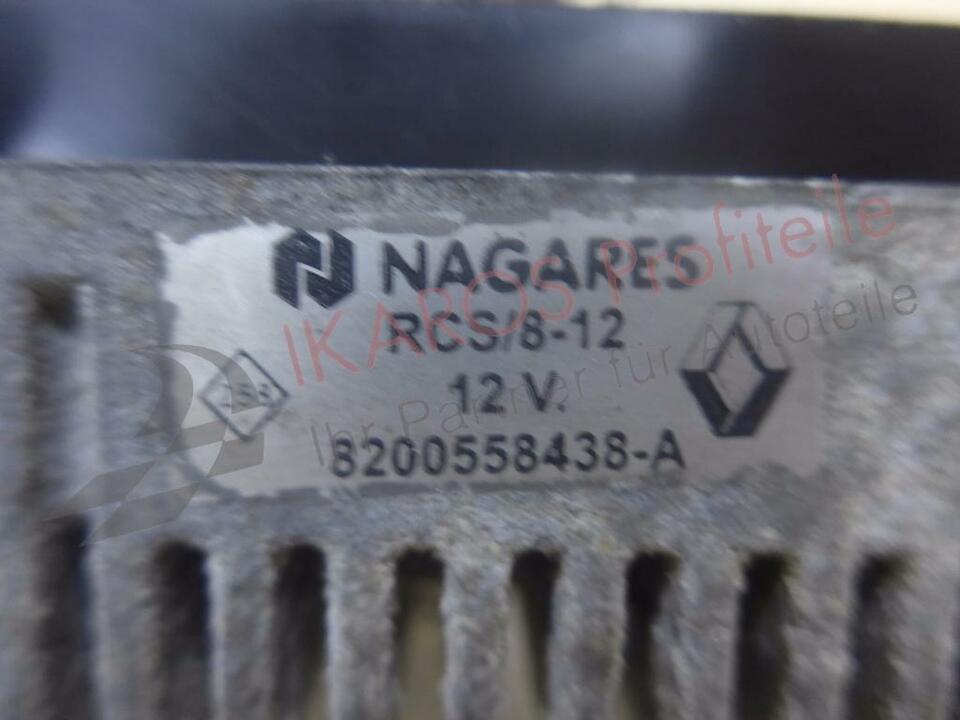 NAGARES
RCS/8-12
12 V.
8200558438-A
IKAROS Profiteile
Ihr Partner für Autoteile